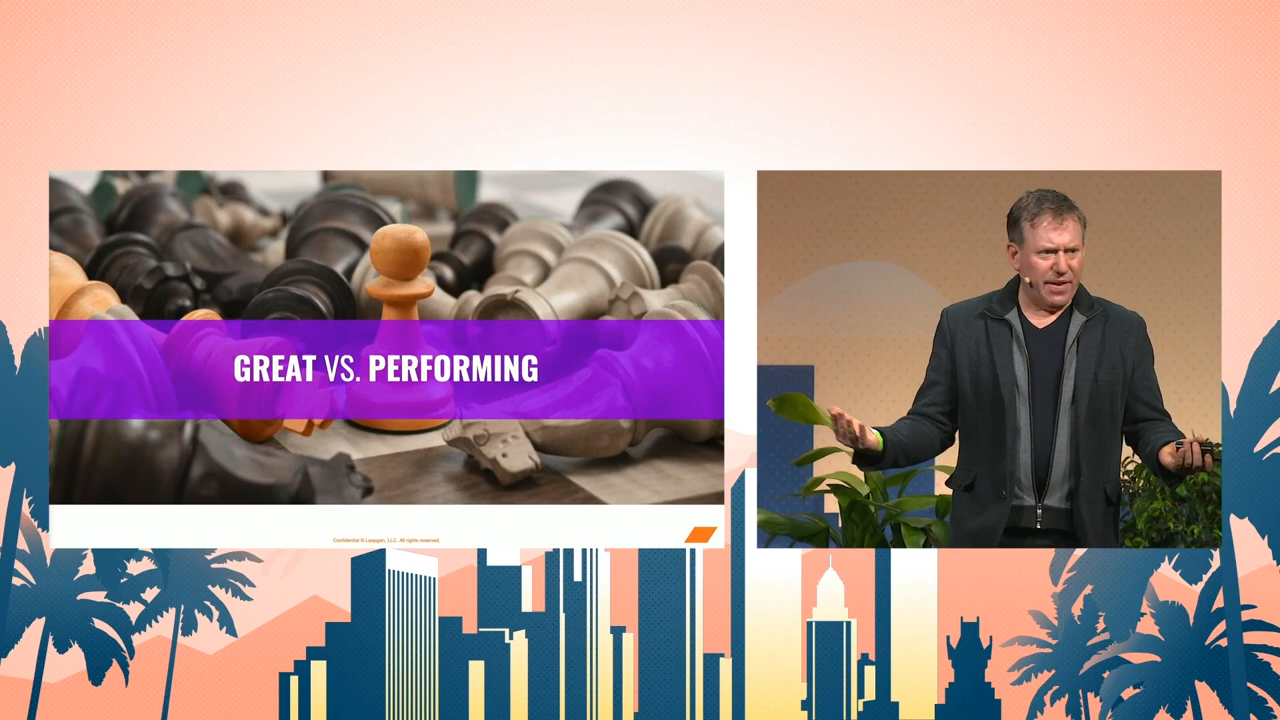 GREAT VS. PERFORMING
Confidential © Leapgen, LLC. All rights reserved.